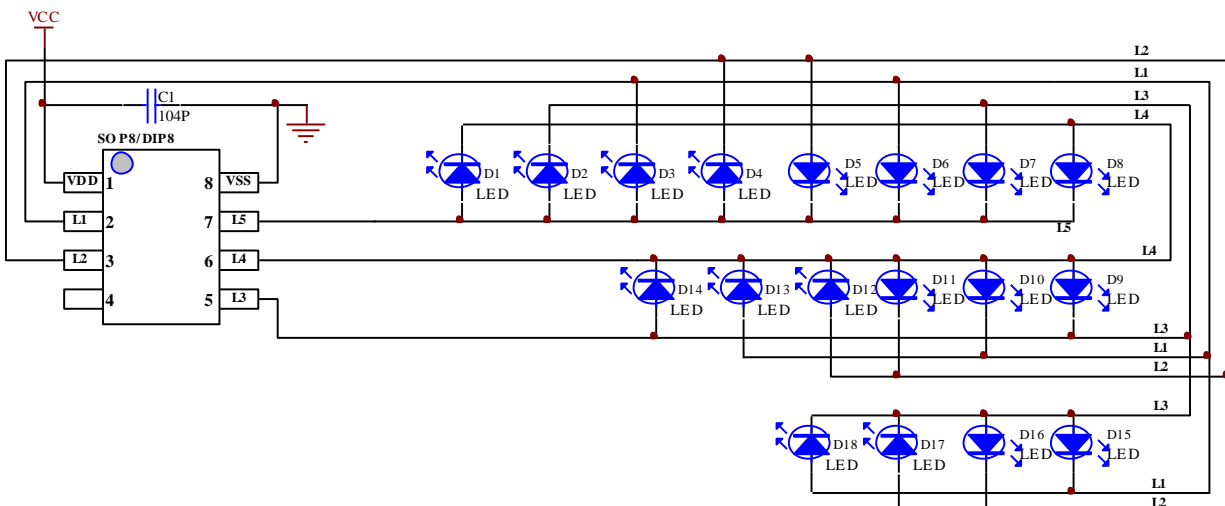 VCC
L2
L1
C1
L3
104P
L4
SOP8/DIP8
D1
LED
D2
LED
D3
LED
D4
LED
D5
LED
D6
LED
D7
LED
D8
LED
VDD 1 8 VSS
L1 2 7 L5
L5
L2 3 6 L4
L4
4 5 L3
D14
LED
D13
LED
D12
LED
D11
LED
D10
LED
D9
LED
L3
L1
L2
L3
D18
LED
D17
LED
D16
LED
D15
LED
L1
L2